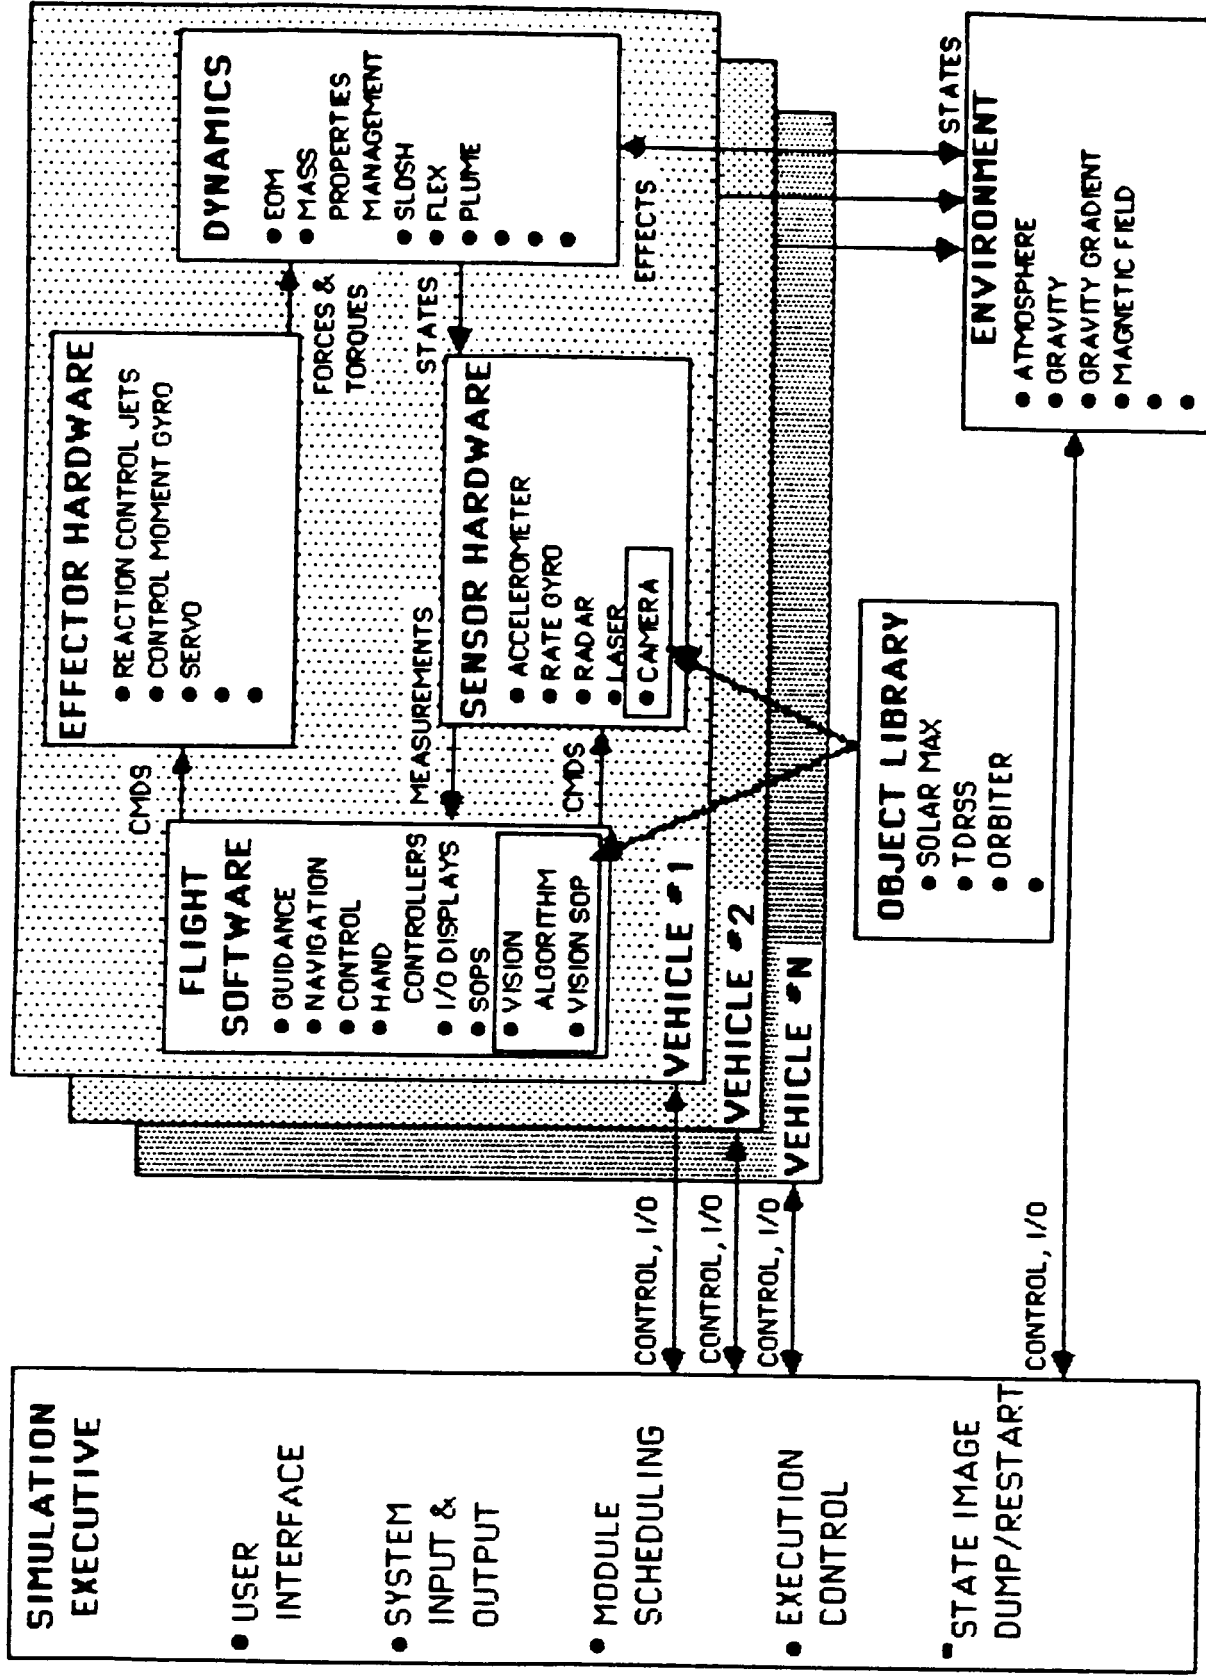 SIMULATION
EXECUTIVE
● USER
INTERFACE
● SYSTEM
INPUT &
OUTPUT
● MODULE
SCHEDULING
● EXECUTION
CONTROL
● STATE IMAGE
DUMP/RESTART
CONTROL, I/O
CONTROL, I/O
CONTROL, I/O
CONTROL, I/O
FLIGHT
SOFTWARE
● GUIDANCE
● NAVIGATION
● CONTROL
● HAND
CONTROLLERS
● I/O DISPLAYS
● SOPS
● VISION
ALGORITHM
● VISION SOP
VEHICLE #1
VEHICLE #2
VEHICLE #N
CMDS
MEASUREMENTS
CMDS
EFFECTOR HARDWARE
● REACTION CONTROL JETS
● CONTROL MOMENT GYRO
● SERVO
●
●
SENSOR HARDWARE
● ACCELEROMETER
● RATE GYRO
● RADAR
● LASER
● CAMERA
FORCES &
TORQUES
STATES
DYNAMICS
● EOM
● MASS
PROPERTIES
MANAGEMENT
● SLOSH
● FLEX
● PLUME
●
●
●
EFFECTS
STATES
OBJECT LIBRARY
● SOLAR MAX
● TDRSS
● ORBITER
●
ENVIRONMENT
● ATMOSPHERE
● GRAVITY
● GRAVITY GRADIENT
● MAGNETIC FIELD
●
●